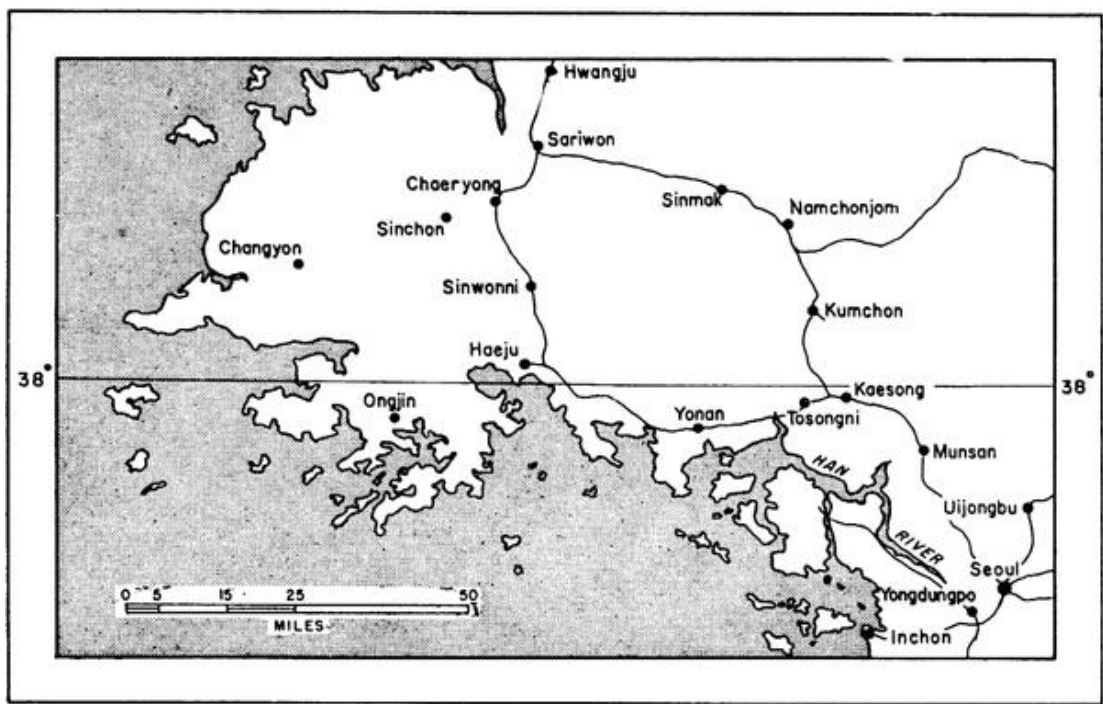 Hwangju
Sariwon
Chaeryong
Sinmak
Namchonjom
Sinchon
Changyon
Sinwonni
Kumchon
Haeju
38°
38°
Kaesong
Ongjin
Yonan
Tosongni
Munsan
HAN
Uijongbu
RIVER
Seoul
0 5 15 25 50
Yongdungpo
MILES
Inchon